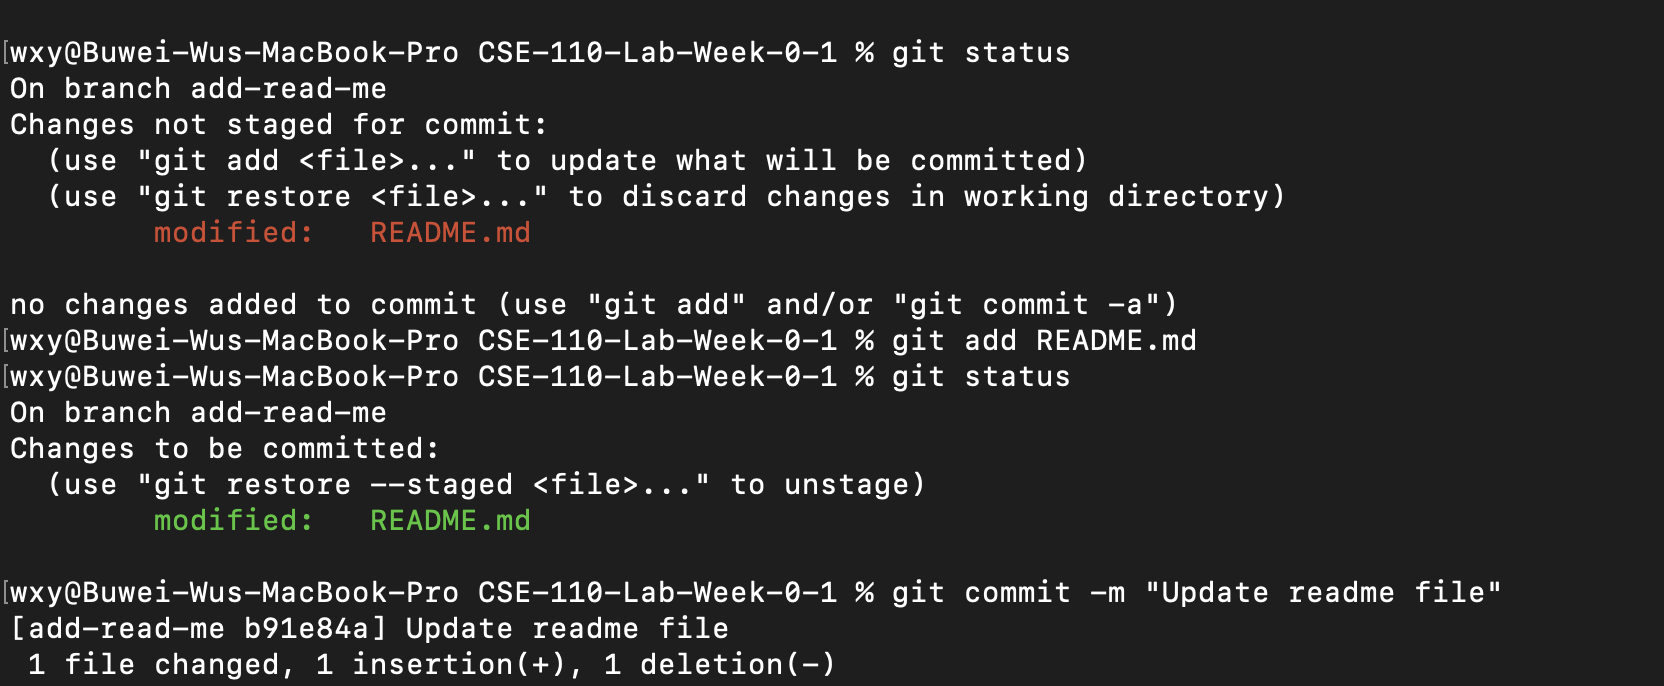 [wxy@Buwei-Wus-MacBook-Pro CSE-110-Lab-Week-0-1 % git status
On branch add-read-me
Changes not staged for commit:
  (use "git add <file>..." to update what will be committed)
  (use "git restore <file>..." to discard changes in working directory)
        modified:   README.md

no changes added to commit (use "git add" and/or "git commit -a")
[wxy@Buwei-Wus-MacBook-Pro CSE-110-Lab-Week-0-1 % git add README.md
[wxy@Buwei-Wus-MacBook-Pro CSE-110-Lab-Week-0-1 % git status
On branch add-read-me
Changes to be committed:
  (use "git restore --staged <file>..." to unstage)
        modified:   README.md

[wxy@Buwei-Wus-MacBook-Pro CSE-110-Lab-Week-0-1 % git commit -m "Update readme file"
[add-read-me b91e84a] Update readme file
 1 file changed, 1 insertion(+), 1 deletion(-)